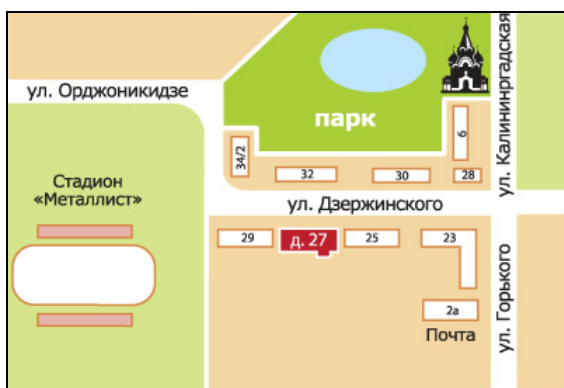 ул. Орджоникидзе
парк
ул. Калининргадская
34/2
32
30
6
28
Стадион
«Металлист»
ул. Дзержинского
29
д. 27
25
23
2а
Почта
ул. Горького